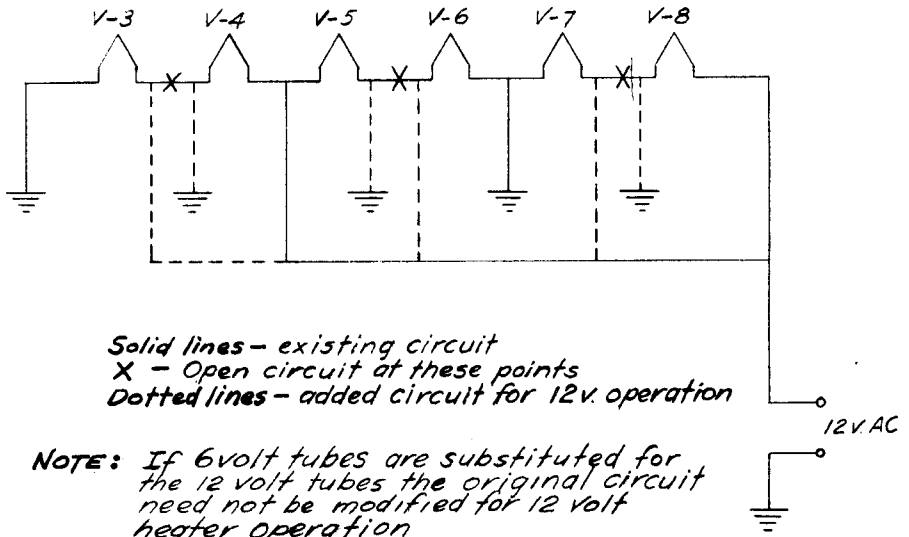 V-3 V-4 V-5 V-6 V-7 V-8
Solid lines – existing circuit
X – Open circuit at these points
Dotted lines – added circuit for 12v. operation
12v. AC
NOTE: If 6volt tubes are substituted for
the 12 volt tubes the original circuit
need not be modified for 12 volt
heater operation